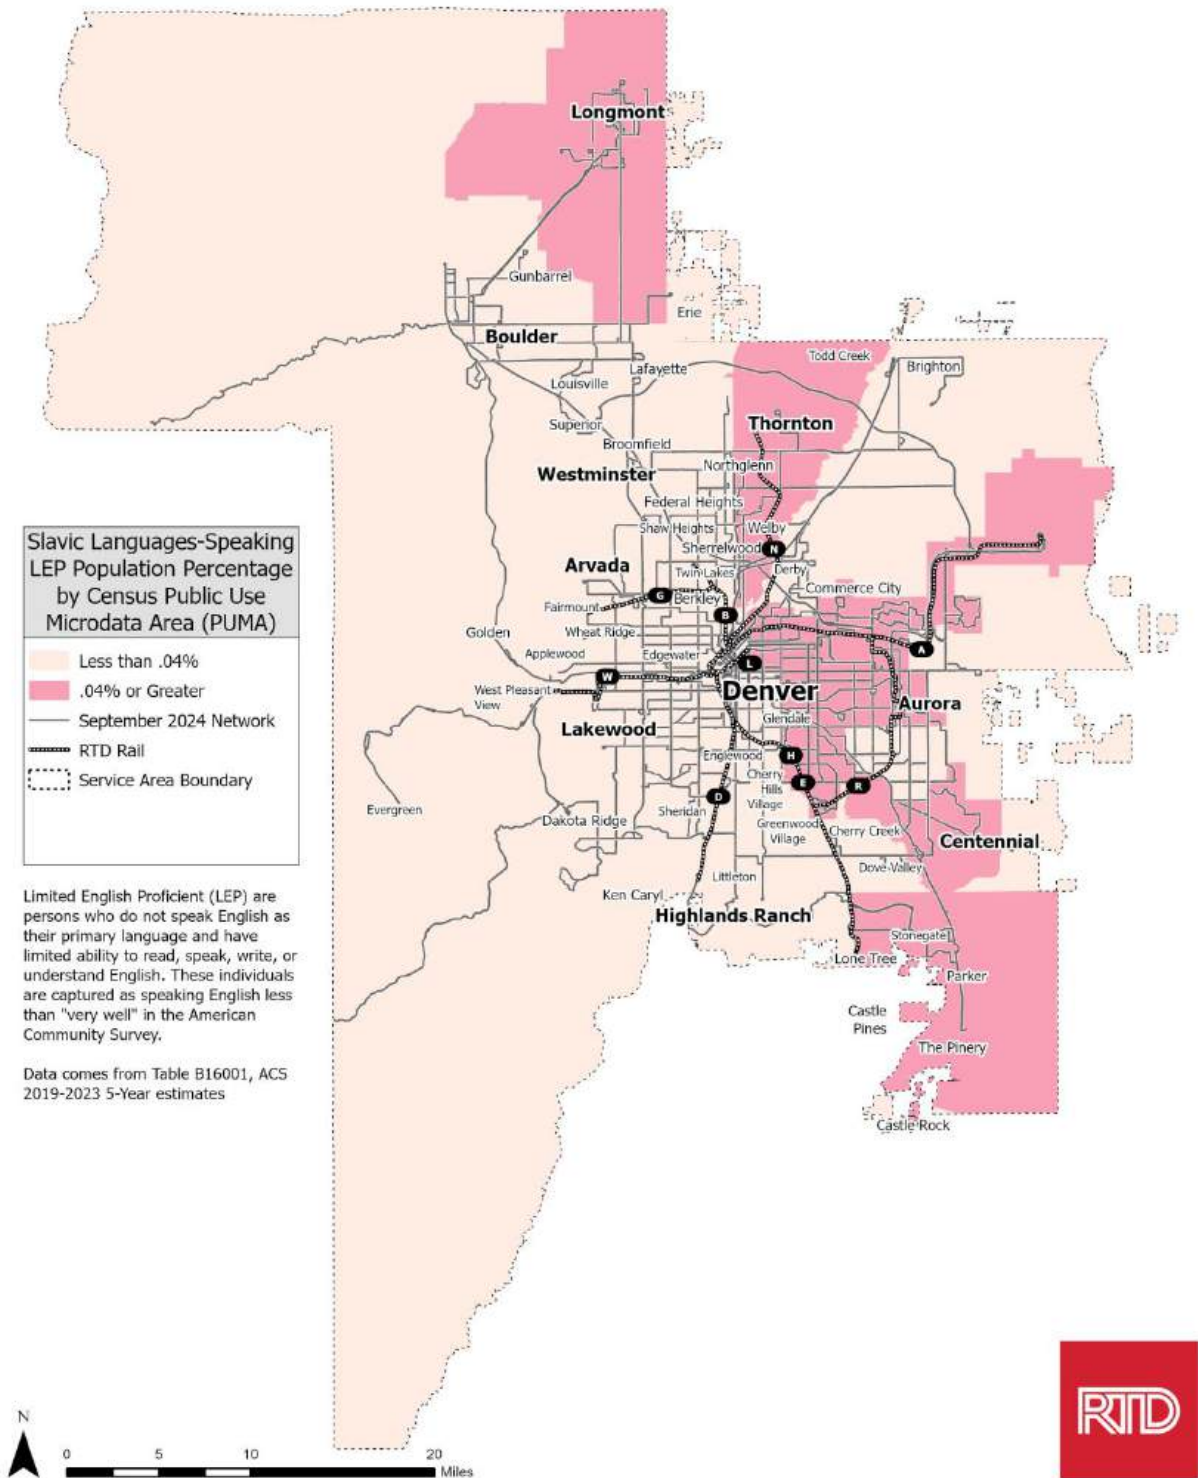 Longmont
Gunbarrel
Erie
Boulder
Todd Creek
Brighton
Lafayette
Louisville
Superior
Thornton
Broomfield
Northglenn
Westminster
Federal Heights
Shaw Heights
Welby
Sherrelwood
N
Arvada
Twin Lakes
Derby
Commerce City
G
Berkley
Fairmount
B
Golden
Wheat Ridge
Applewood
Edgewater
A
L
W
West Pleasant
View
Denver
Aurora
Lakewood
Glendale
Englewood
H
Cherry
Hills
Village
E
R
D
Evergreen
Sheridan
Dakota Ridge
Greenwood
Village
Cherry Creek
Centennial
Dove Valley
Littleton
Ken Caryl
Highlands Ranch
Stonegate
Lone Tree
Parker
Castle
Pines
The Pinery
Castle Rock
Slavic Languages-Speaking
LEP Population Percentage
by Census Public Use
Microdata Area (PUMA)
Less than .04%
.04% or Greater
September 2024 Network
RTD Rail
Service Area Boundary
Limited English Proficient (LEP) are
persons who do not speak English as
their primary language and have
limited ability to read, speak, write, or
understand English. These individuals
are captured as speaking English less
than "very well" in the American
Community Survey.
Data comes from Table B16001, ACS
2019-2023 5-Year estimates
N
0 5 10 20
Miles
RTD